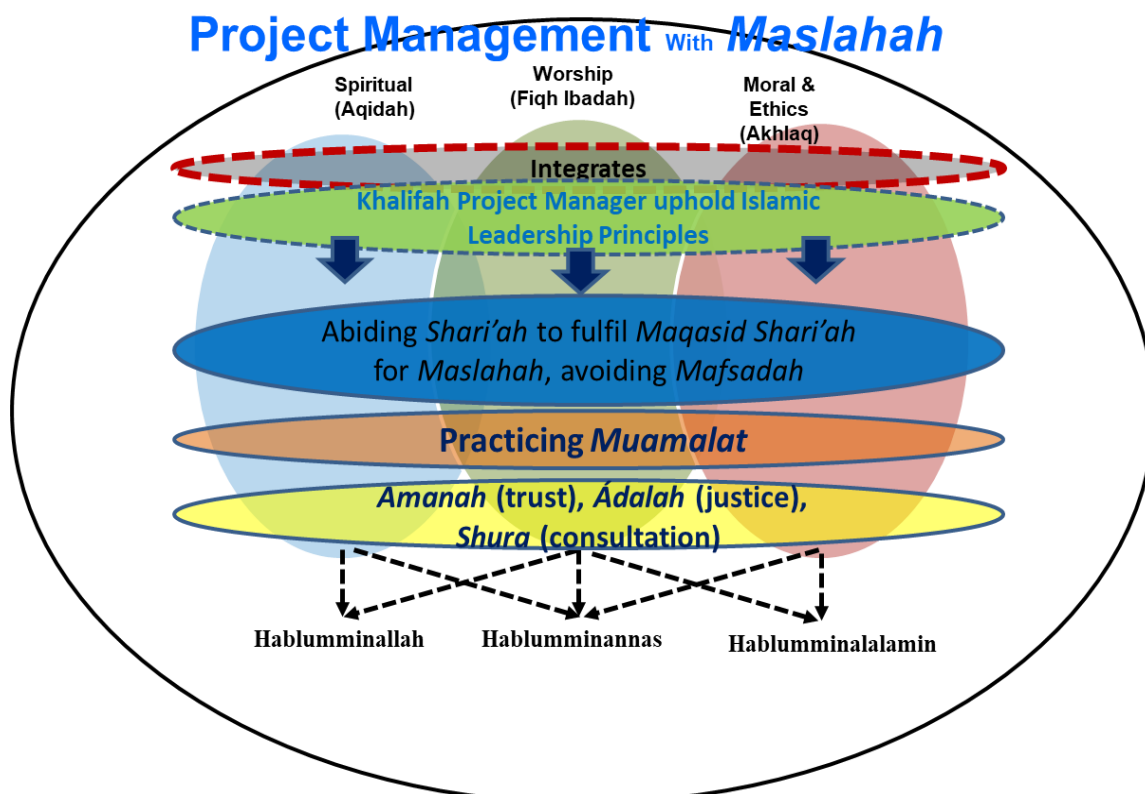 Project Management With Maslahah
Spiritual
(Aqidah)
Worship
(Fiqh Ibadah)
Moral &
Ethics
(Akhlaq)
Integrates
Khalifah Project Manager uphold Islamic
Leadership Principles
Abiding Shari’ah to fulfil Maqasid Shari’ah
for Maslahah, avoiding Mafsadah
Practicing Muamalat
Amanah (trust), Ádalah (justice),
Shura (consultation)
Hablumminallah
Hablumminannas
Hablumminalalamin